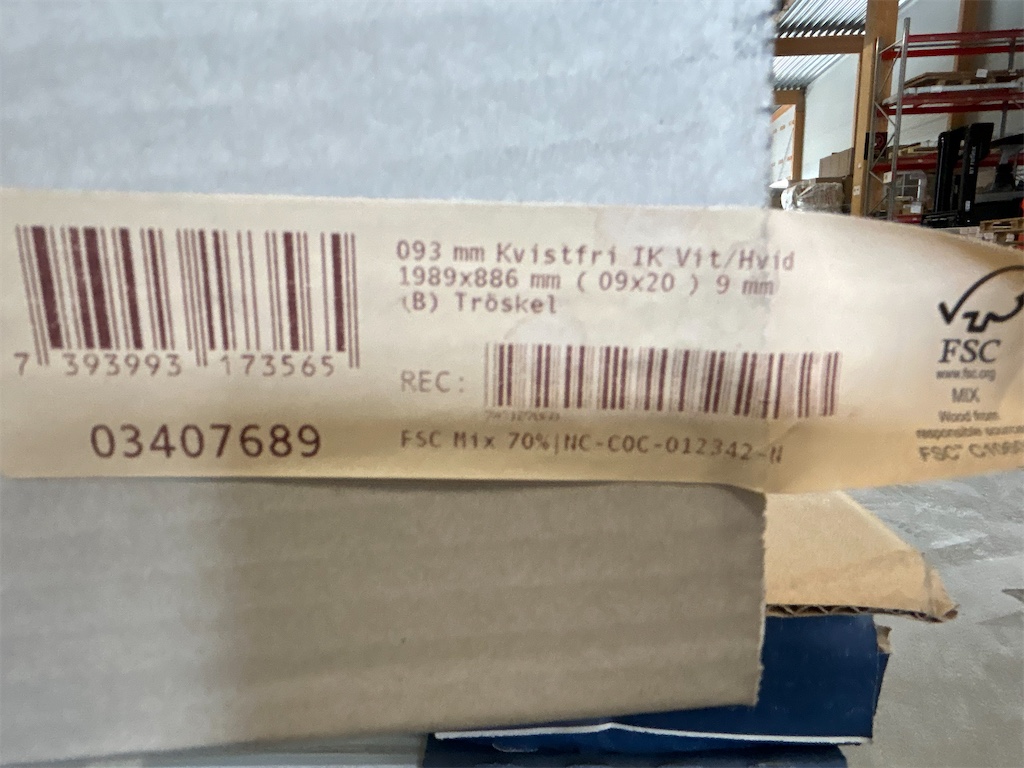 093 mm Kvistfri IK Vit/Hvid
1989x886 mm ( 09x20 ) 9 mm
(B) Tröskel
7 393993 173565
REC:
03407689
FSC Mix 70%|NC-COC-012342-N
FSC
www.fsc.org
MIX
Wood from
responsible
FSC®